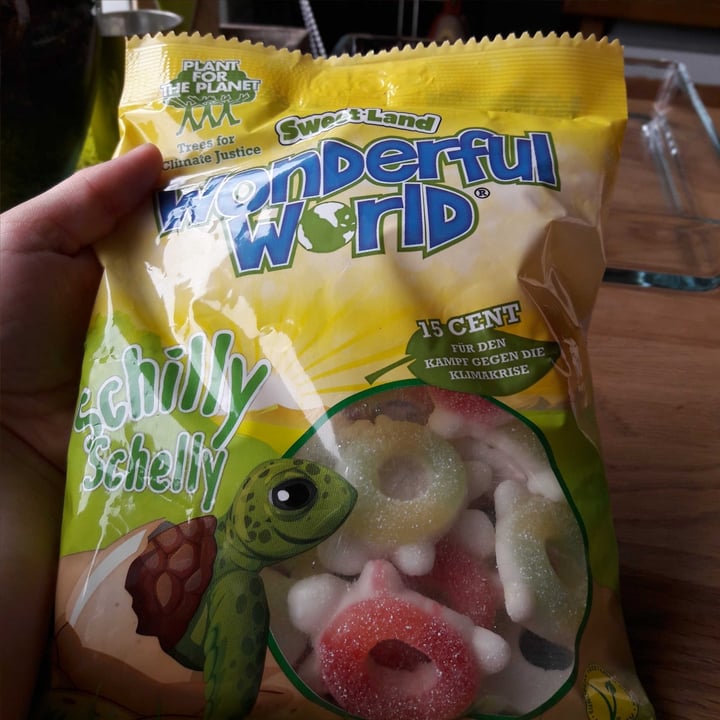 PLANT
FOR
THE PLANET
Trees for
Climate Justice
Sweet-Land
Wonderful
World®
15 CENT
FÜR DEN
KAMPF GEGEN DIE
KLIMAKRISE
Schilly
Schelly